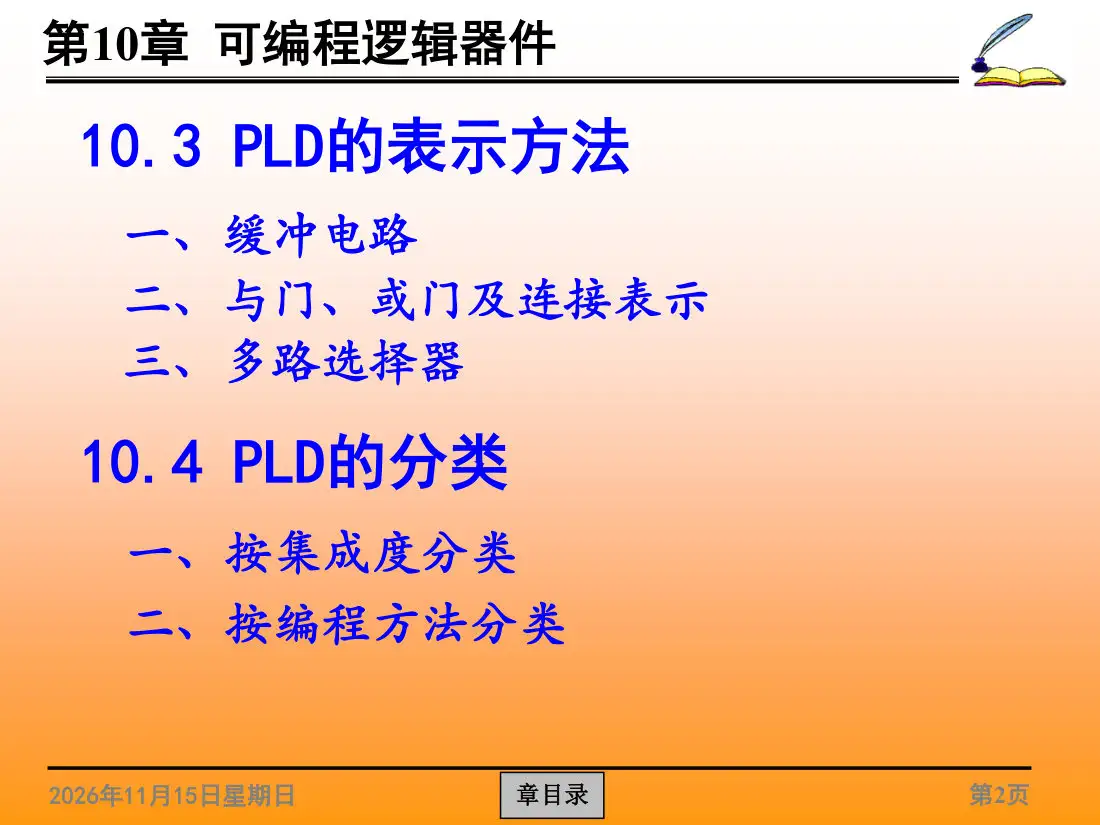 第10章 可编程逻辑器件
10.3 PLD的表示方法
一、缓冲电路
二、与门、或门及连接表示
三、多路选择器
10.4 PLD的分类
一、按集成度分类
二、按编程方法分类
2026年11月15日星期日
章目录
第2页